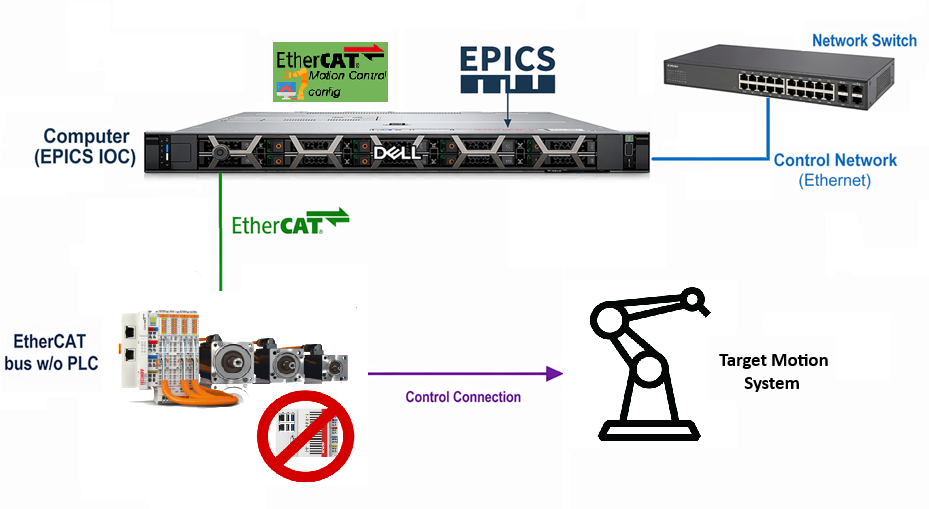 EtherCAT
Motion Control
config
EPICS
Network Switch
Computer
(EPICS IOC)
DELL
Control Network
(Ethernet)
EtherCAT
EtherCAT
bus w/o PLC
Control Connection
Target Motion
System